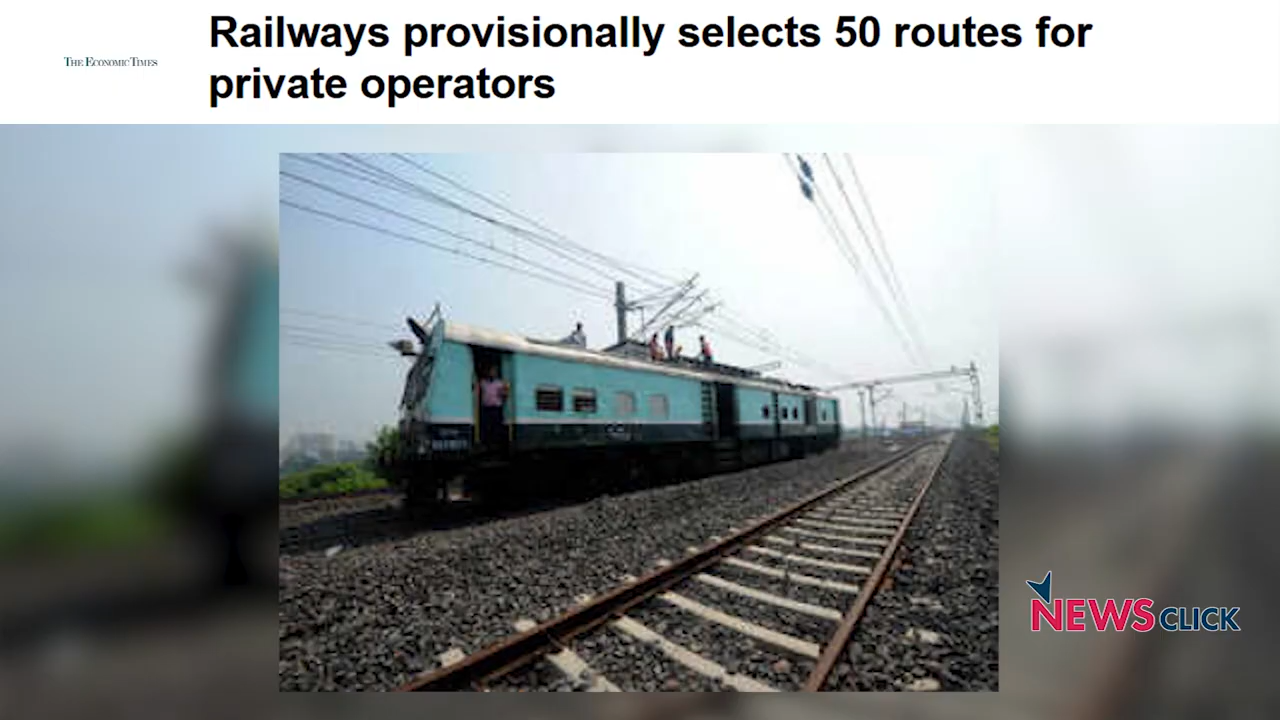 Railways provisionally selects 50 routes for
private operators
THE ECONOMIC TIMES
NEWSCLICK